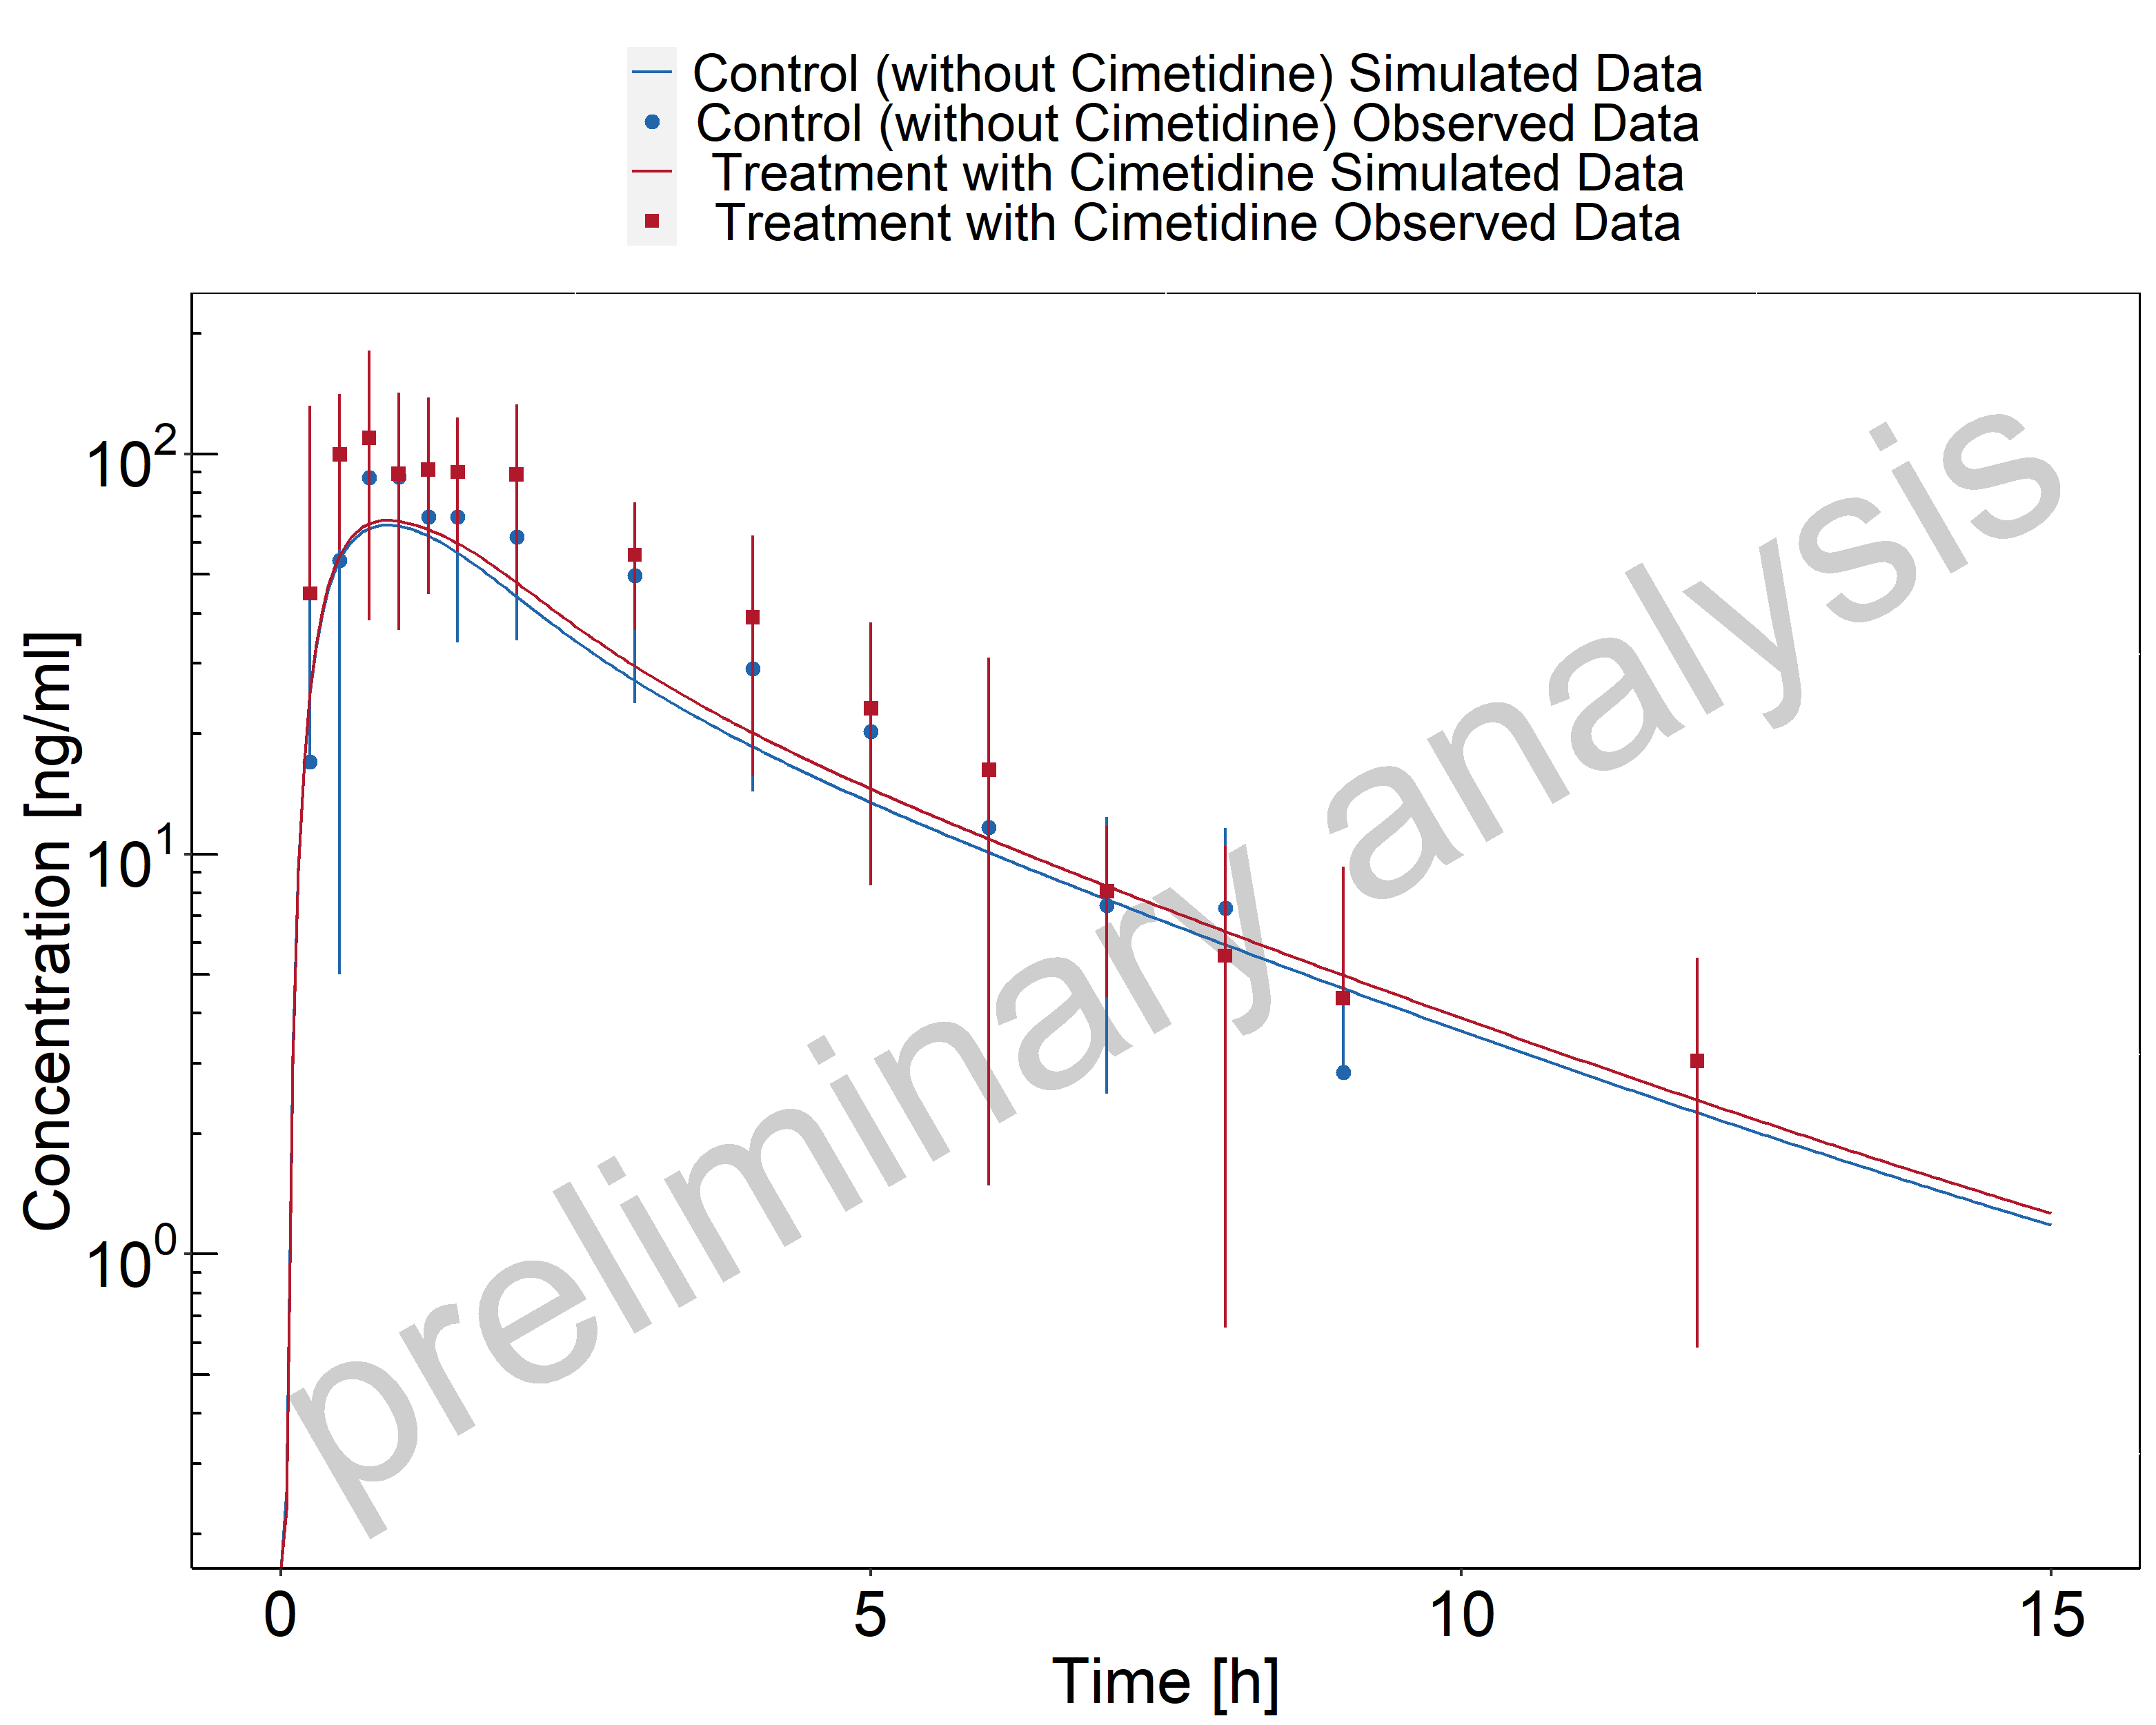 Control (without Cimetidine) Simulated Data
Control (without Cimetidine) Observed Data
Treatment with Cimetidine Simulated Data
Treatment with Cimetidine Observed Data
10²
10¹
10⁰
Concentration [ng/ml]
preliminary analysis
0 5 10 15
Time [h]